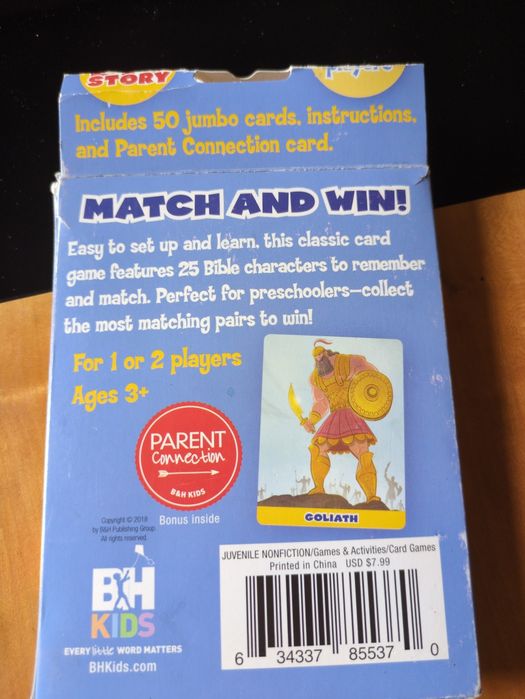 STORY
players
Includes 50 jumbo cards, instructions,
and Parent Connection card.
MATCH AND WIN!
Easy to set up and learn, this classic card
game features 25 Bible characters to remember
and match. Perfect for preschoolers—collect
the most matching pairs to win!
For 1 or 2 players
Ages 3+
PARENT
Connection
B&H KIDS
Bonus inside
GOLIATH
Copyright © 2018
by B&H Publishing Group.
All rights reserved.
BH
KIDS
EVERY little WORD MATTERS
BHKids.com
JUVENILE NONFICTION/Games & Activities/Card Games
Printed in China USD $7.99
6 34337 85537 0